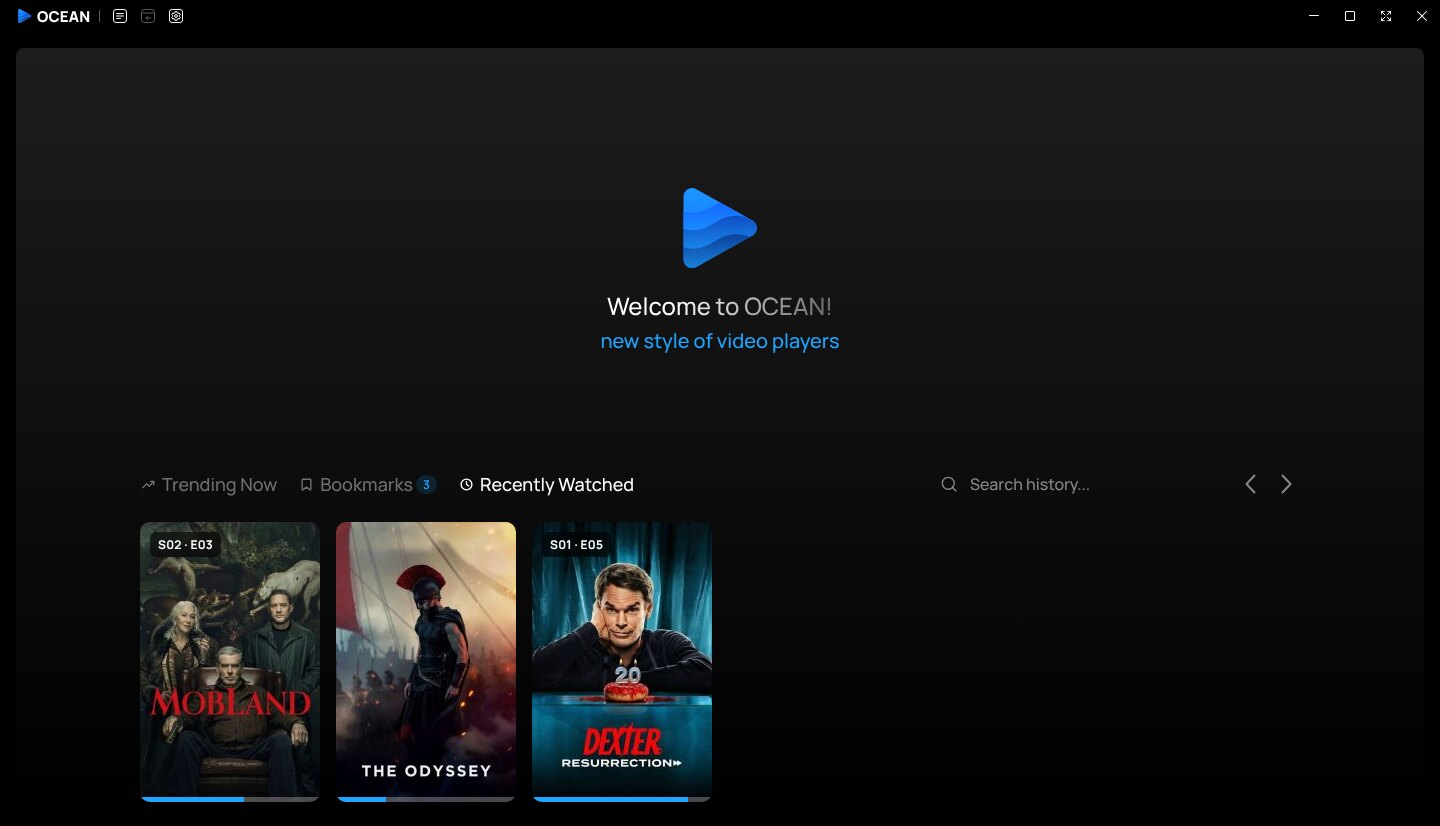 OCEAN
Welcome to OCEAN!
new style of video players
Trending Now
Bookmarks 3
Recently Watched
Search history...
S02 · E03
MOBLAND
THE ODYSSEY
S01 · E05
20
DEXTER
RESURRECTION